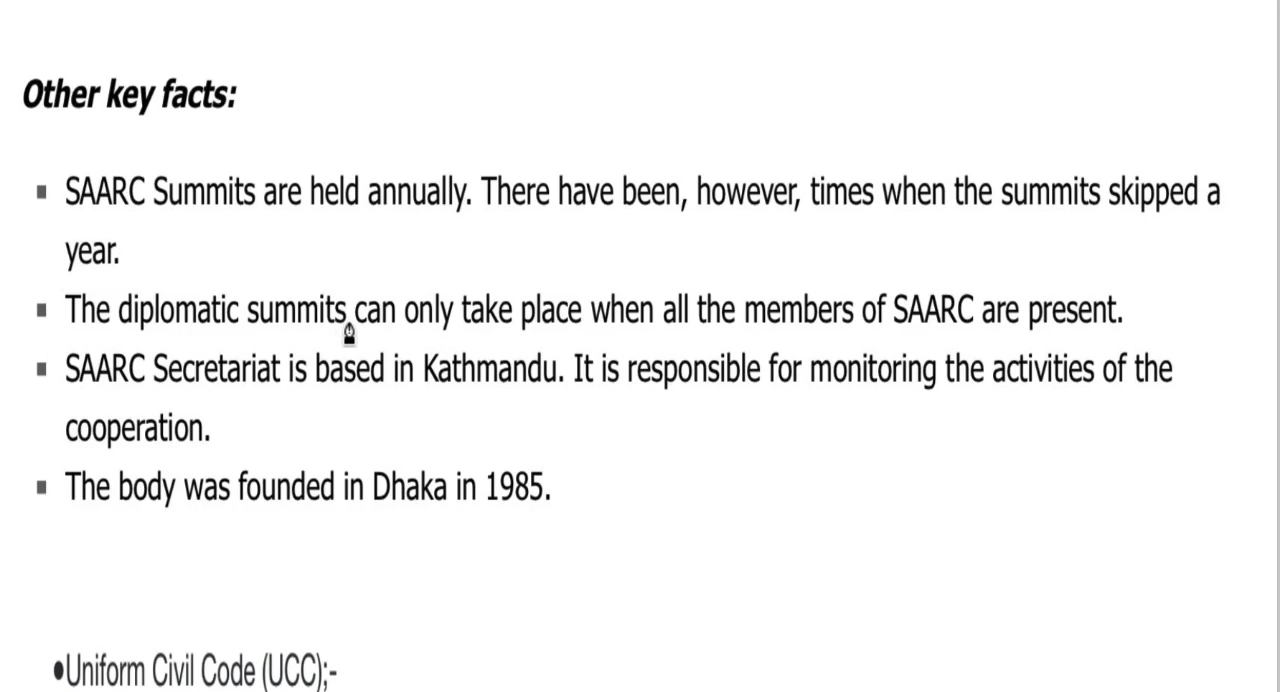 Other key facts:
▪ SAARC Summits are held annually. There have been, however, times when the summits skipped a
year.
▪ The diplomatic summits can only take place when all the members of SAARC are present.
▪ SAARC Secretariat is based in Kathmandu. It is responsible for monitoring the activities of the
cooperation.
▪ The body was founded in Dhaka in 1985.
•Uniform Civil Code (UCC);-